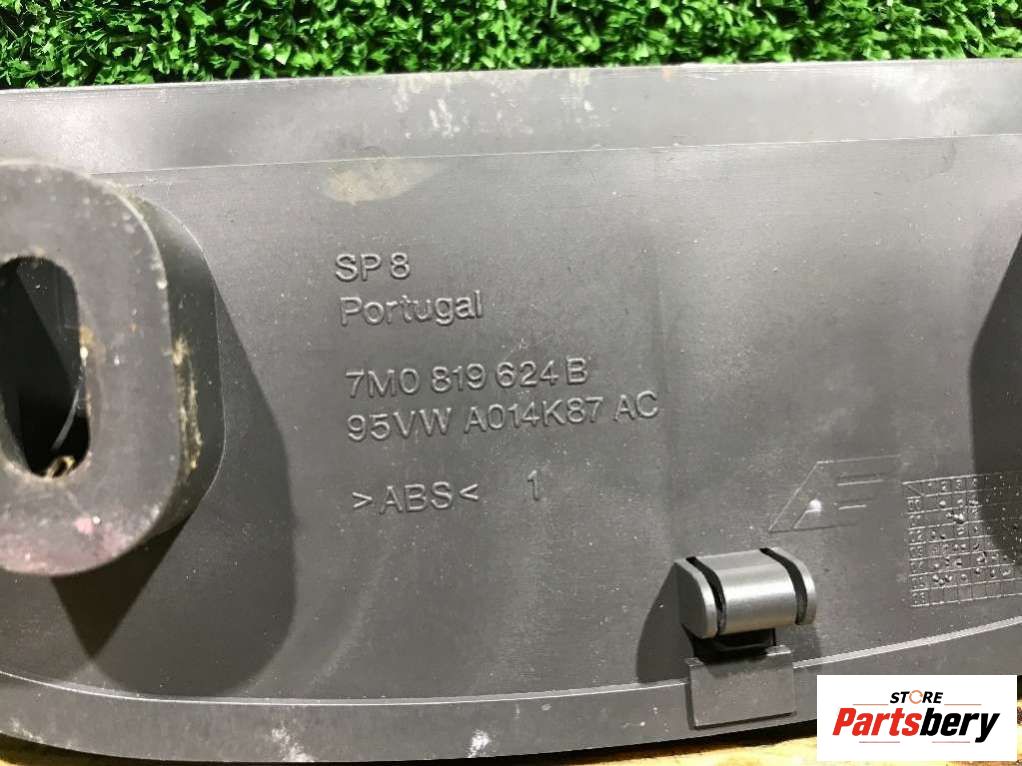 SP 8
Portugal
7M0 819 624 B
95VW A014K87 AC
>ABS< 1
STORE
Partsbery